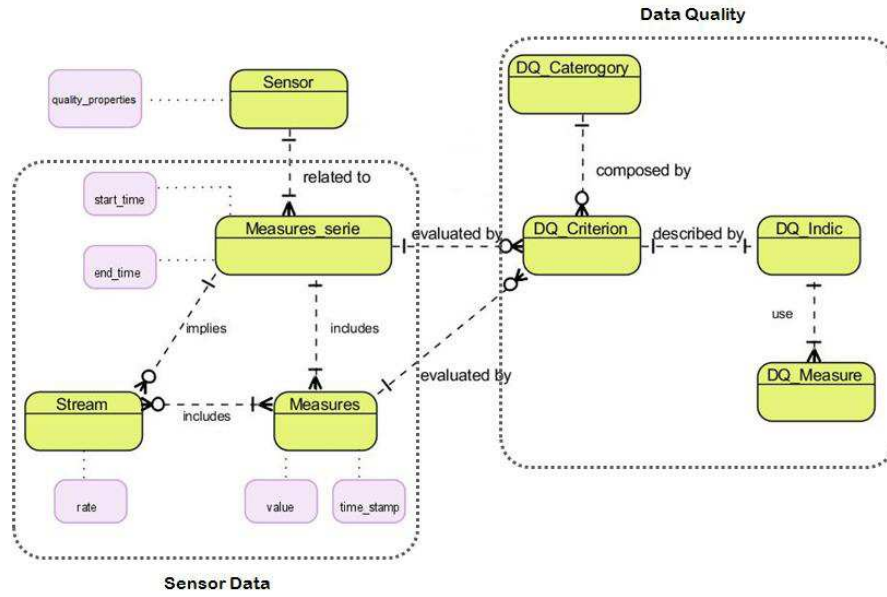 Data Quality
Sensor
DQ_Caterogory
quality_properties
related to
composed by
start_time
Measures_serie
evaluated by
DQ_Criterion
described by
DQ_Indic
end_time
implies
includes
use
evaluated by
DQ_Measure
Stream
includes
Measures
rate
value
time_stamp
Sensor Data